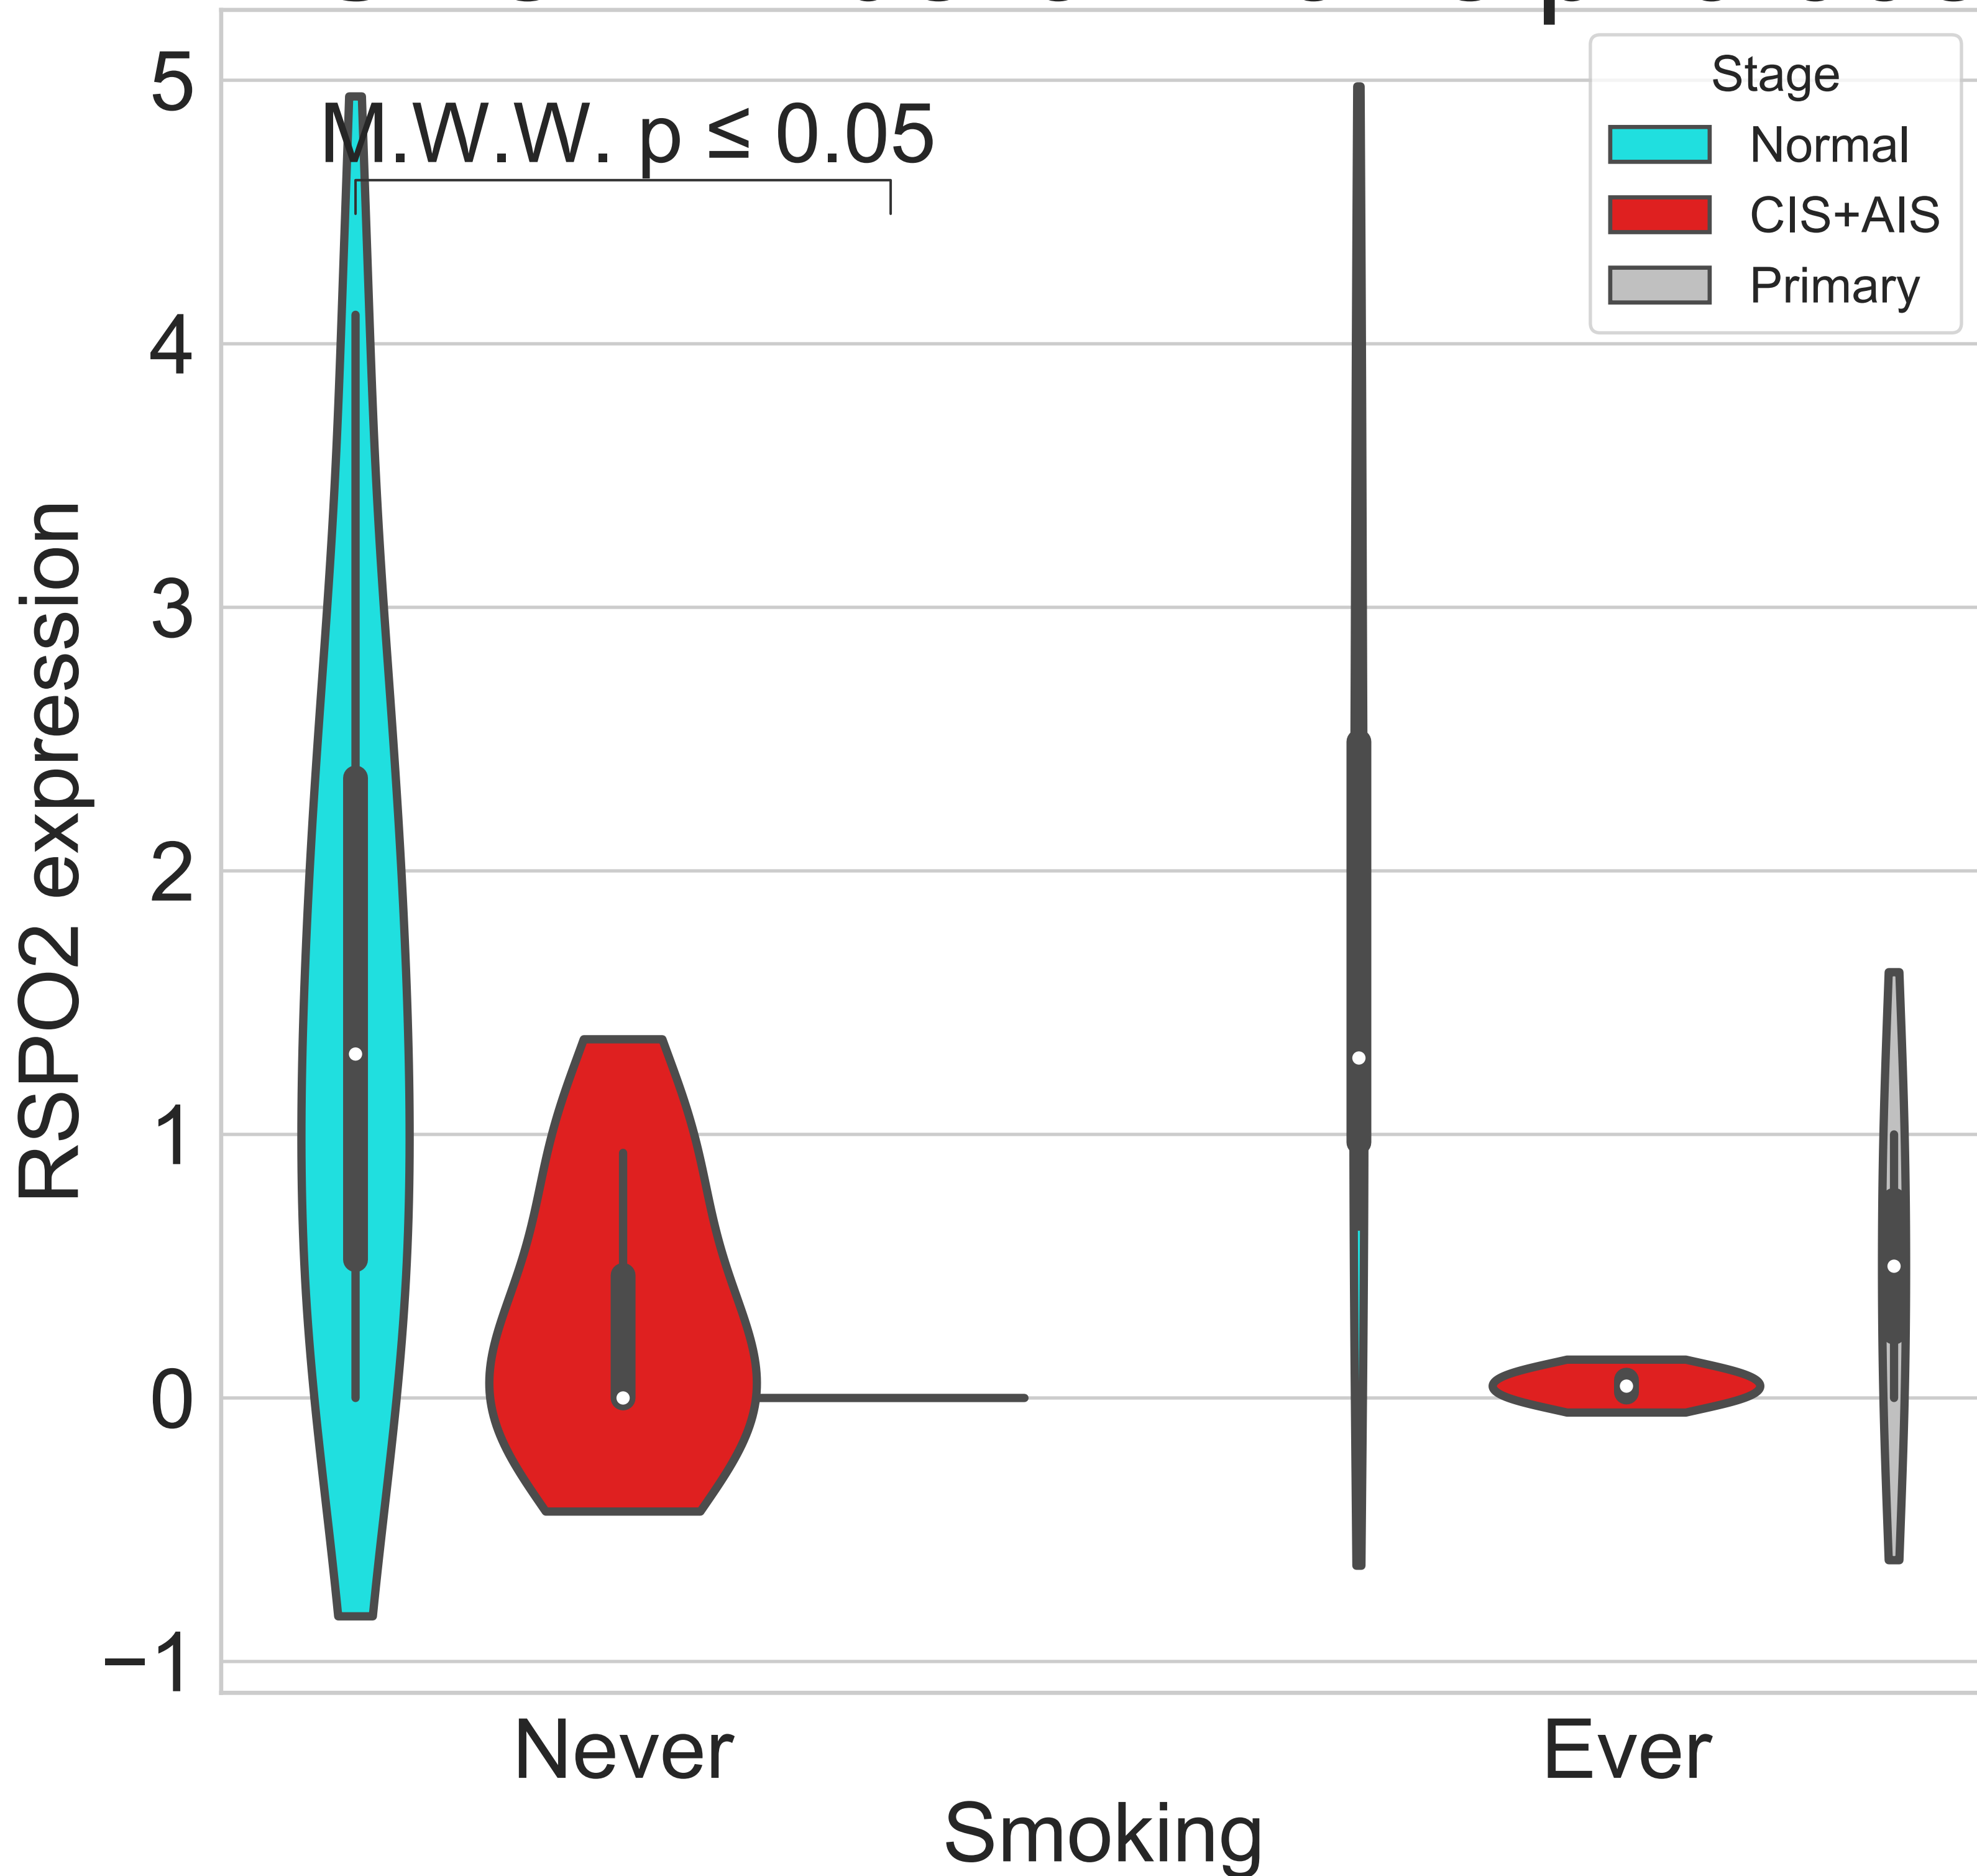 5
M.W.W. p ≤ 0.05
4
3
2
1
0
−1
RSPO2 expression
Stage
Normal
CIS+AIS
Primary
Never
Ever
Smoking